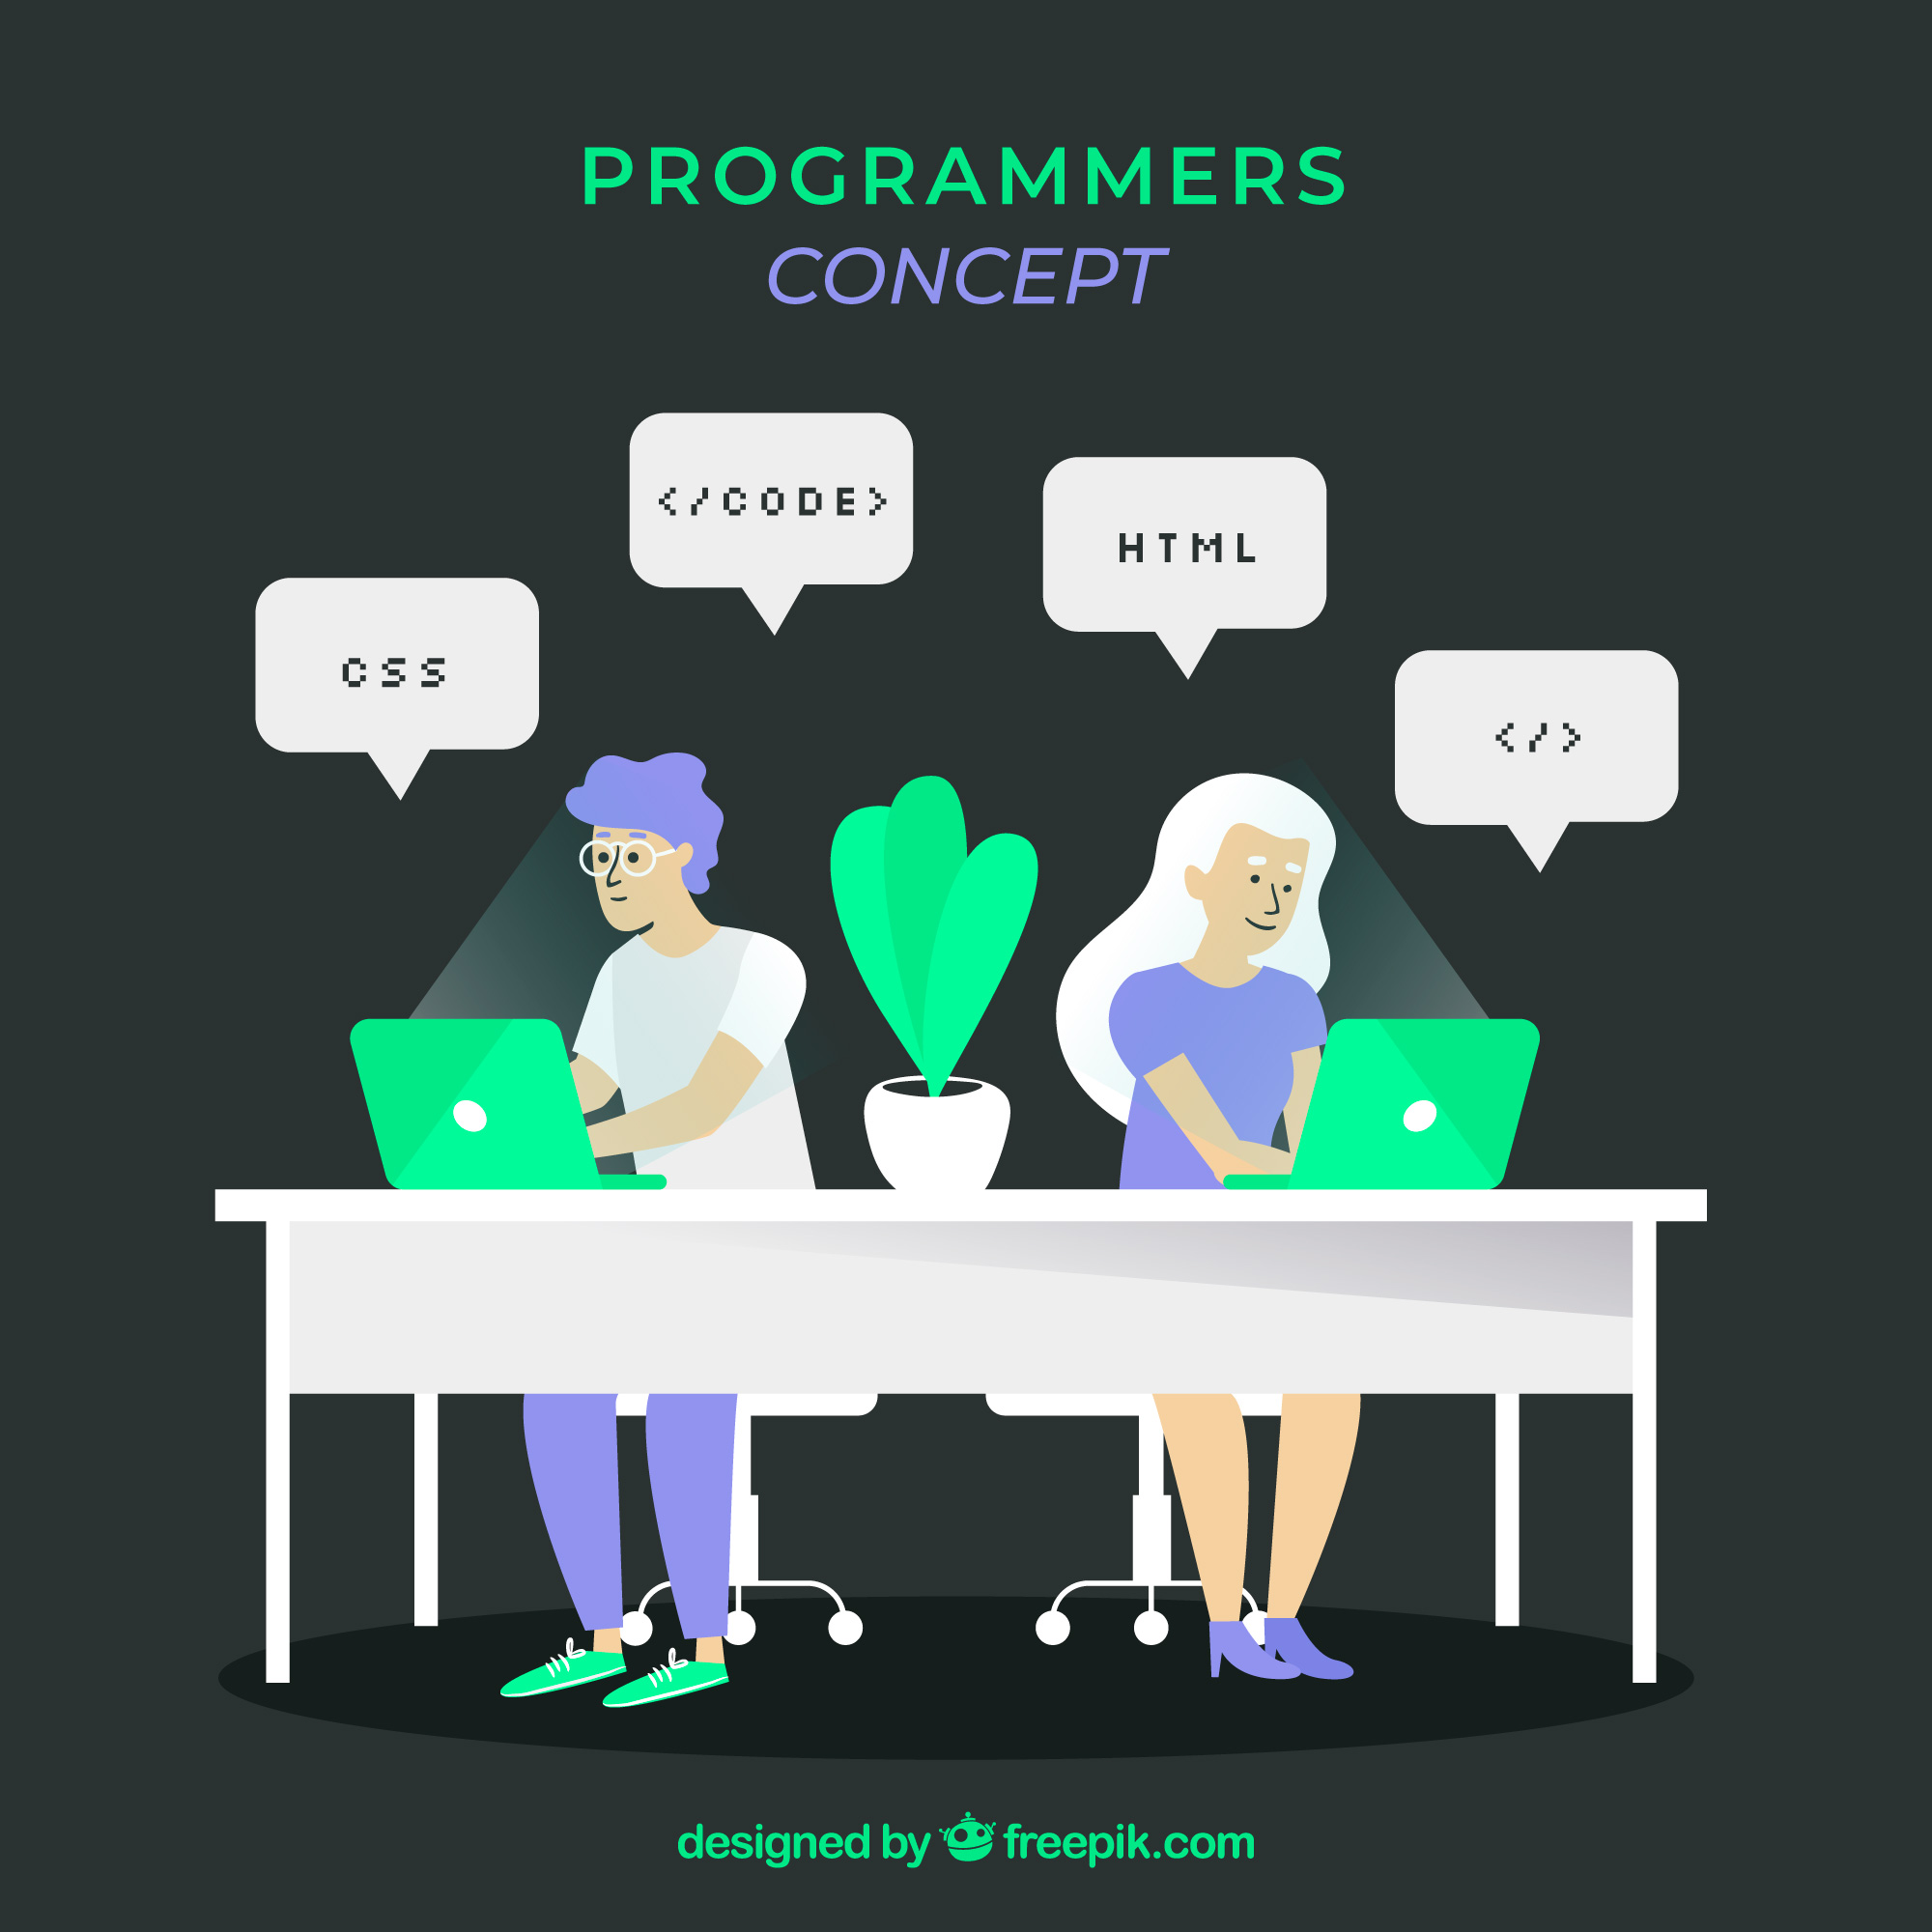 PROGRAMMERS
CONCEPT
</CODE>
HTML
CSS
</>
designed by freepik.com